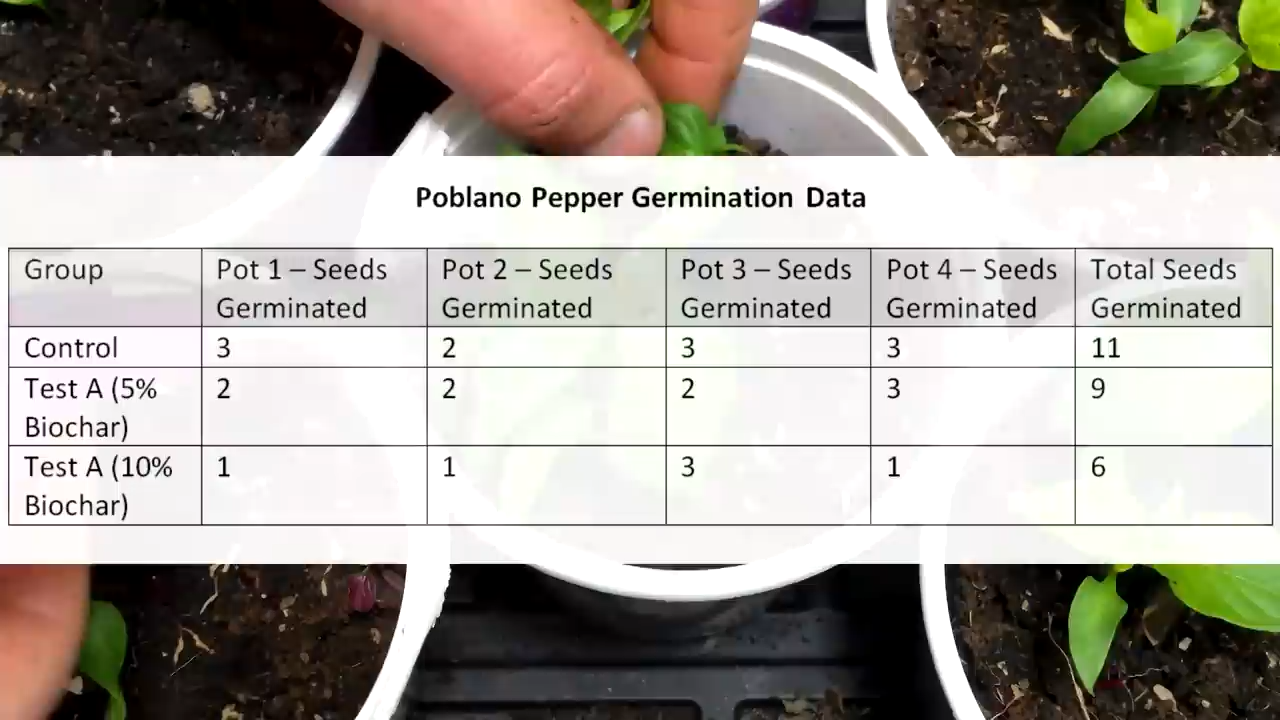 Poblano Pepper Germination Data
Group
Pot 1 – Seeds Germinated
Pot 2 – Seeds Germinated
Pot 3 – Seeds Germinated
Pot 4 – Seeds Germinated
Total Seeds Germinated
Control
3
2
3
3
11
Test A (5% Biochar)
2
2
2
3
9
Test A (10% Biochar)
1
1
3
1
6